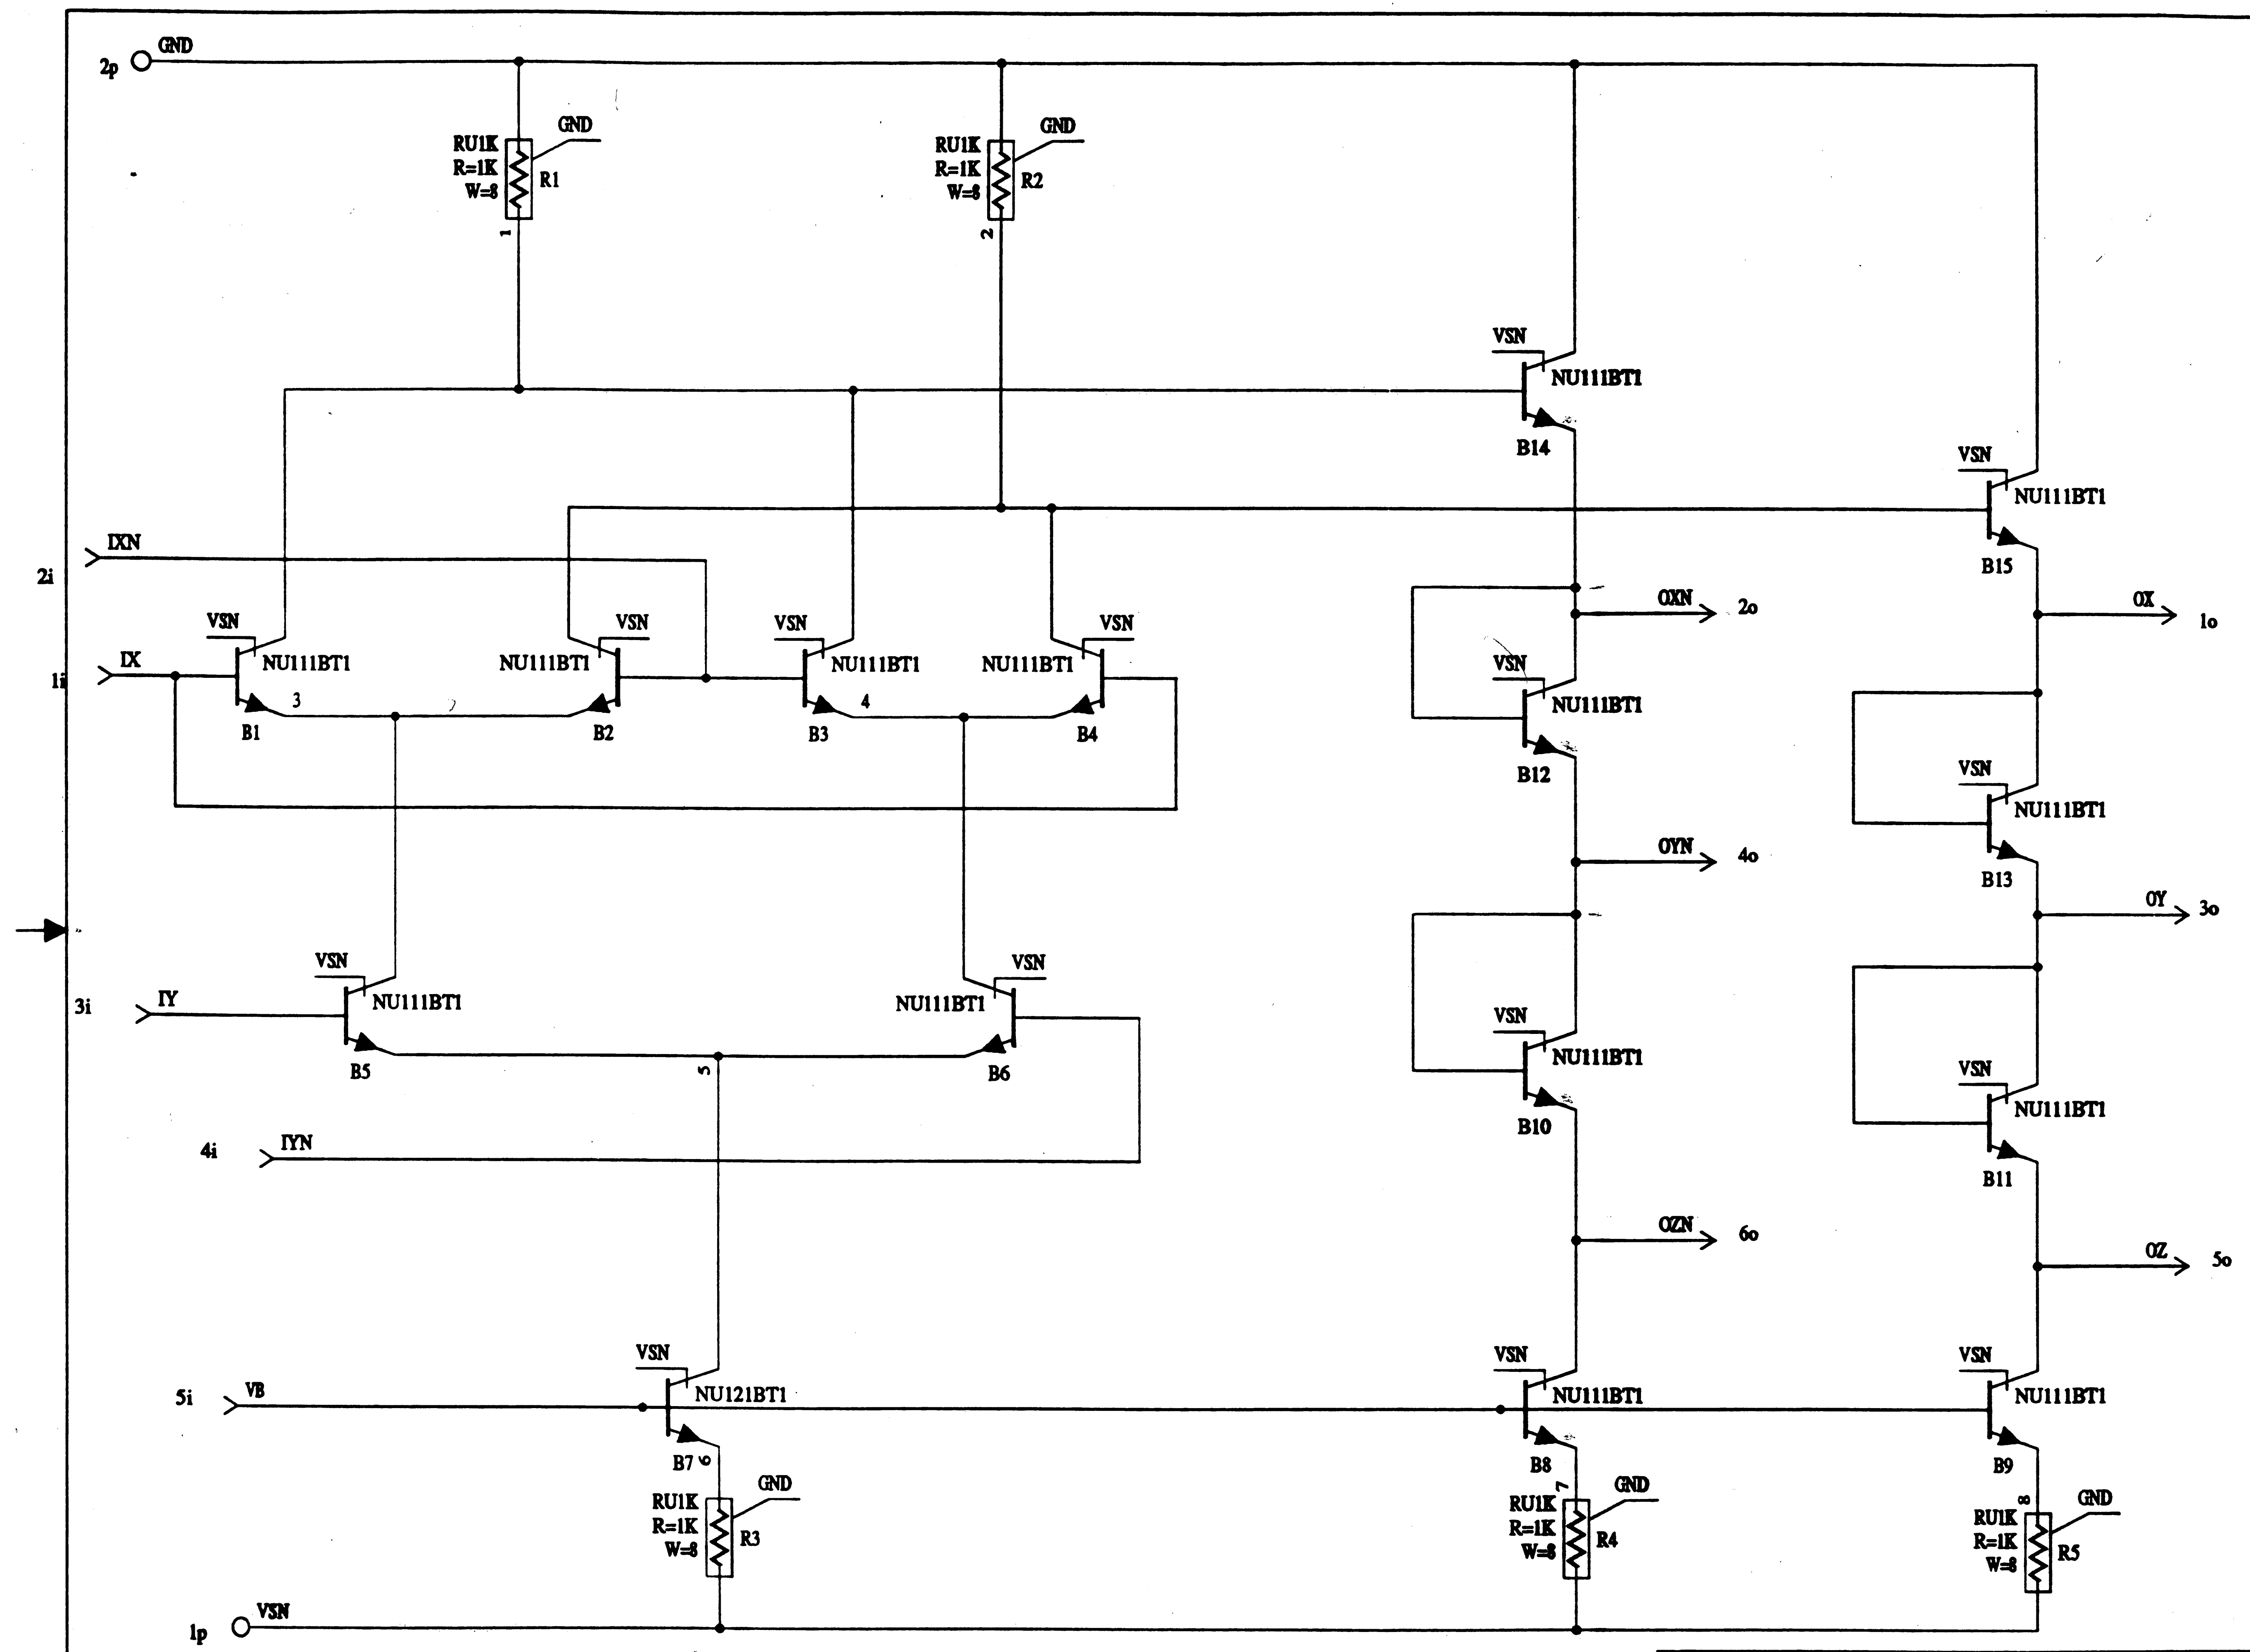 GND
2p
GND
RU1K
R=1K
W=8
R1
1
GND
RU1K
R=1K
W=8
R2
2
VSN
NU111BT1
B14
VSN
NU111BT1
B15
IXN
2i
OXN
2o
OX
1o
VSN
NU111BT1
B1
3
VSN
NU111BT1
B2
VSN
NU111BT1
B3
4
VSN
NU111BT1
B4
IX
1i
VSN
NU111BT1
B12
VSN
NU111BT1
B13
OYN
4o
OY
3o
VSN
NU111BT1
B5
3i
IY
VSN
NU111BT1
B6
5
VSN
NU111BT1
B10
VSN
NU111BT1
B11
4i
IYN
OZN
6o
OZ
5o
5i
VB
VSN
NU121BT1
B7
6
VSN
NU111BT1
B8
7
VSN
NU111BT1
B9
8
GND
RU1K
R=1K
W=8
R3
GND
RU1K
R=1K
W=8
R4
GND
RU1K
R=1K
W=8
R5
VSN
1p